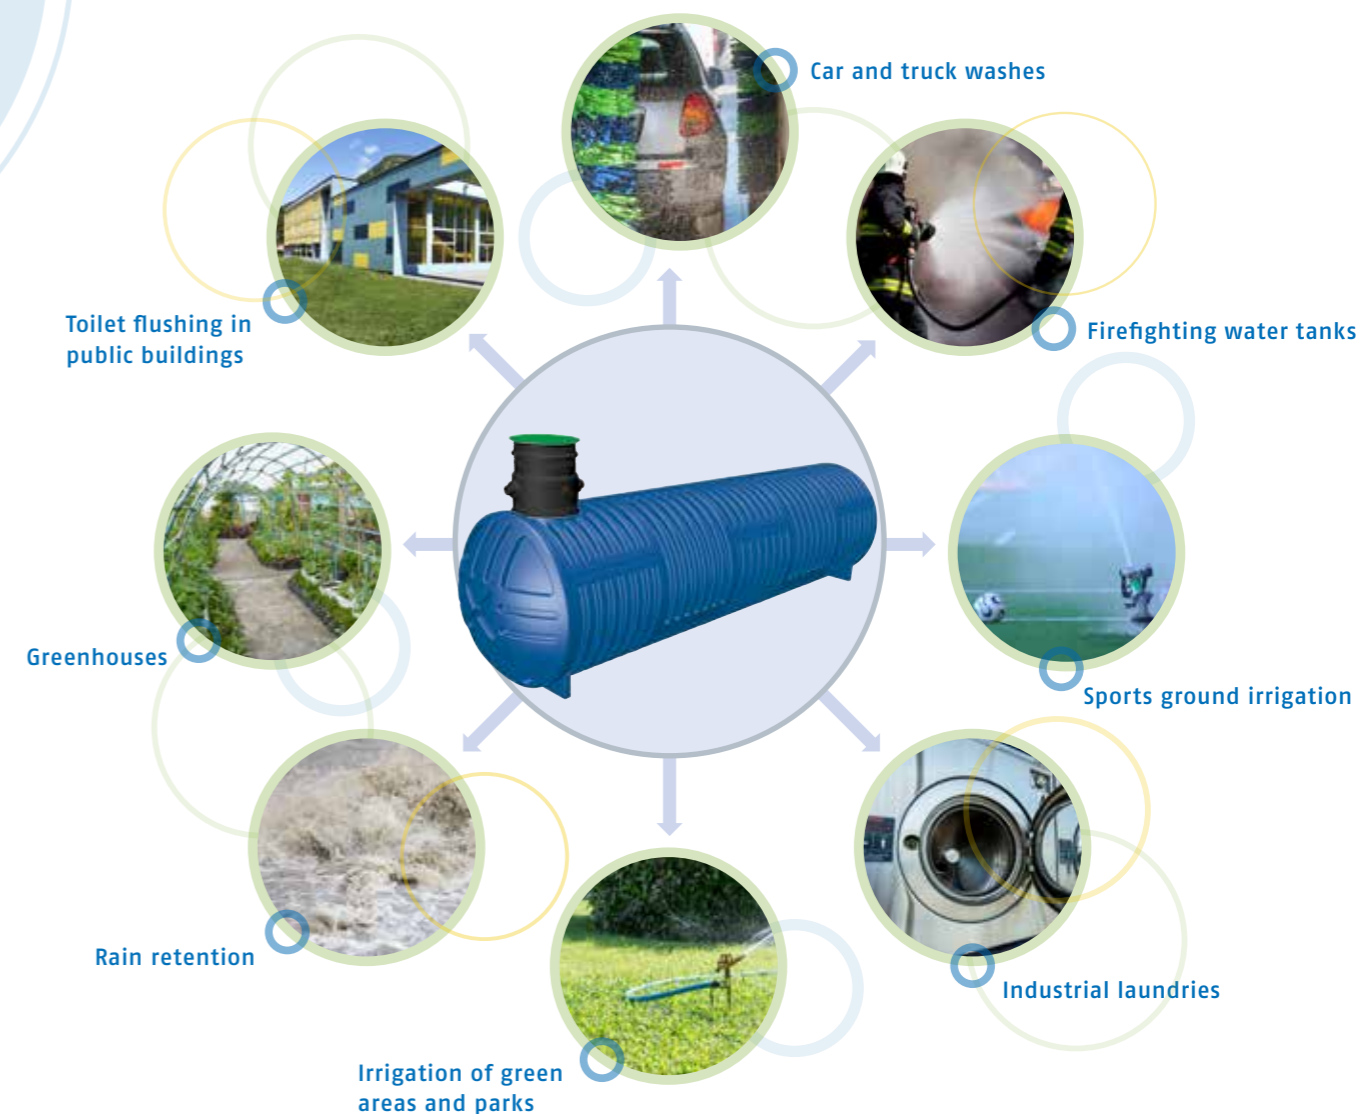 Car and truck washes
Toilet flushing in
public buildings
Firefighting water tanks
Greenhouses
Sports ground irrigation
Rain retention
Industrial laundries
Irrigation of green
areas and parks